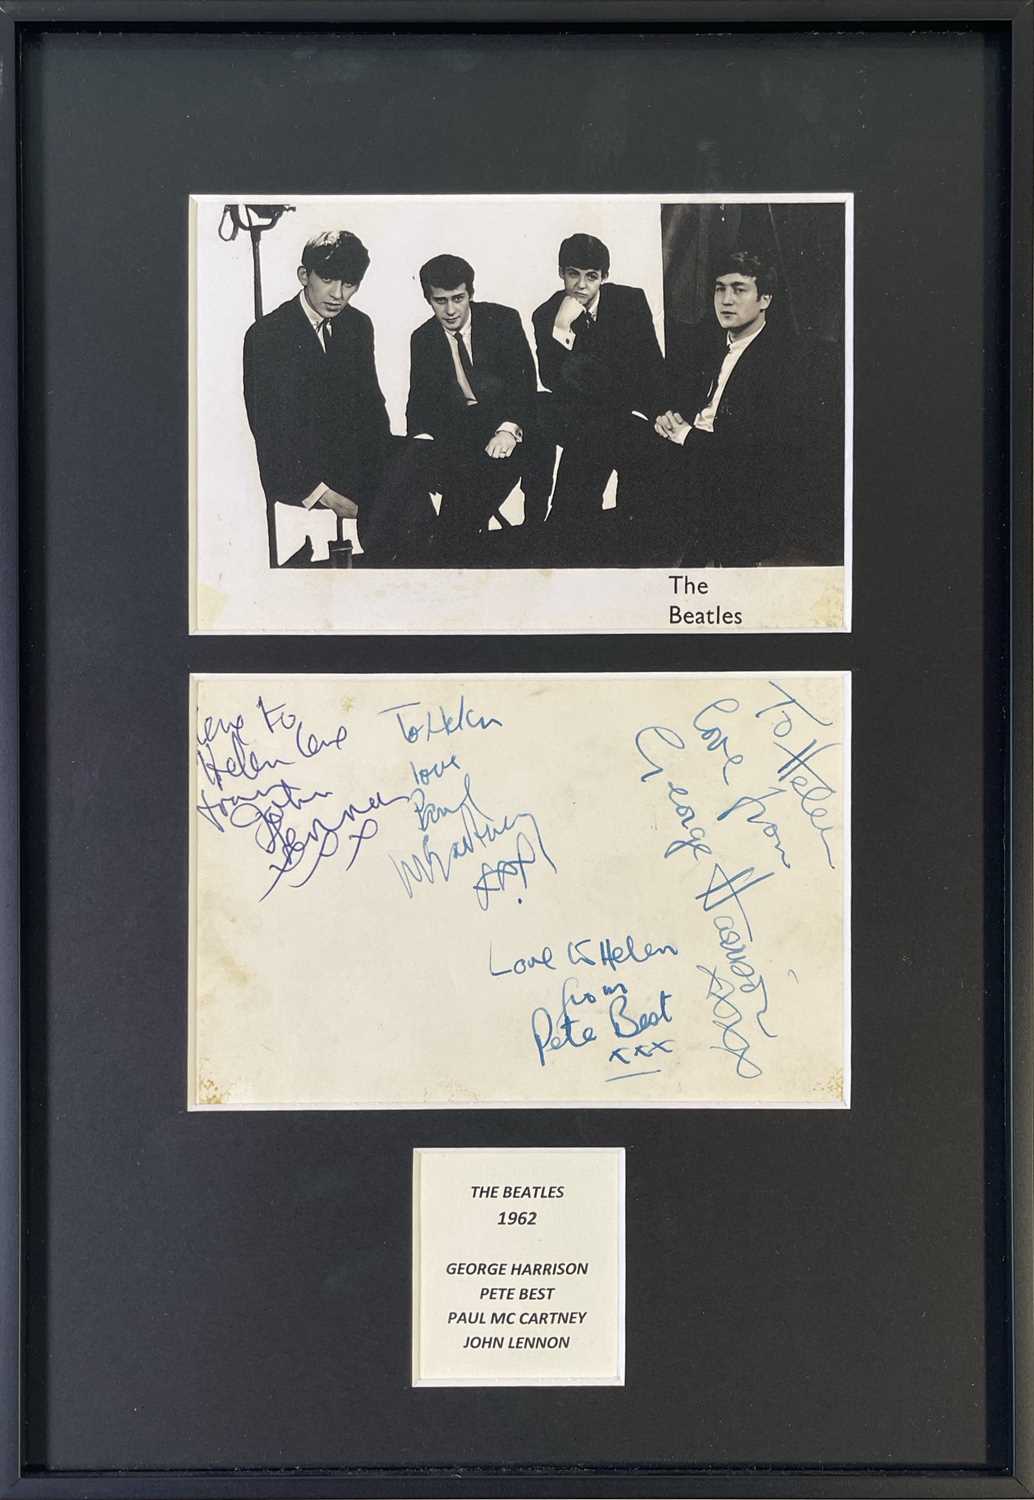 The
Beatles
love to
Helen love
from
John
Lennon
xxx
To Helen
love
Paul
McCartney
xxx!
To Helen
love from
George Harrison
xxxx
Love to Helen
from
Pete Best
xxx
THE BEATLES
1962
GEORGE HARRISON
PETE BEST
PAUL MC CARTNEY
JOHN LENNON